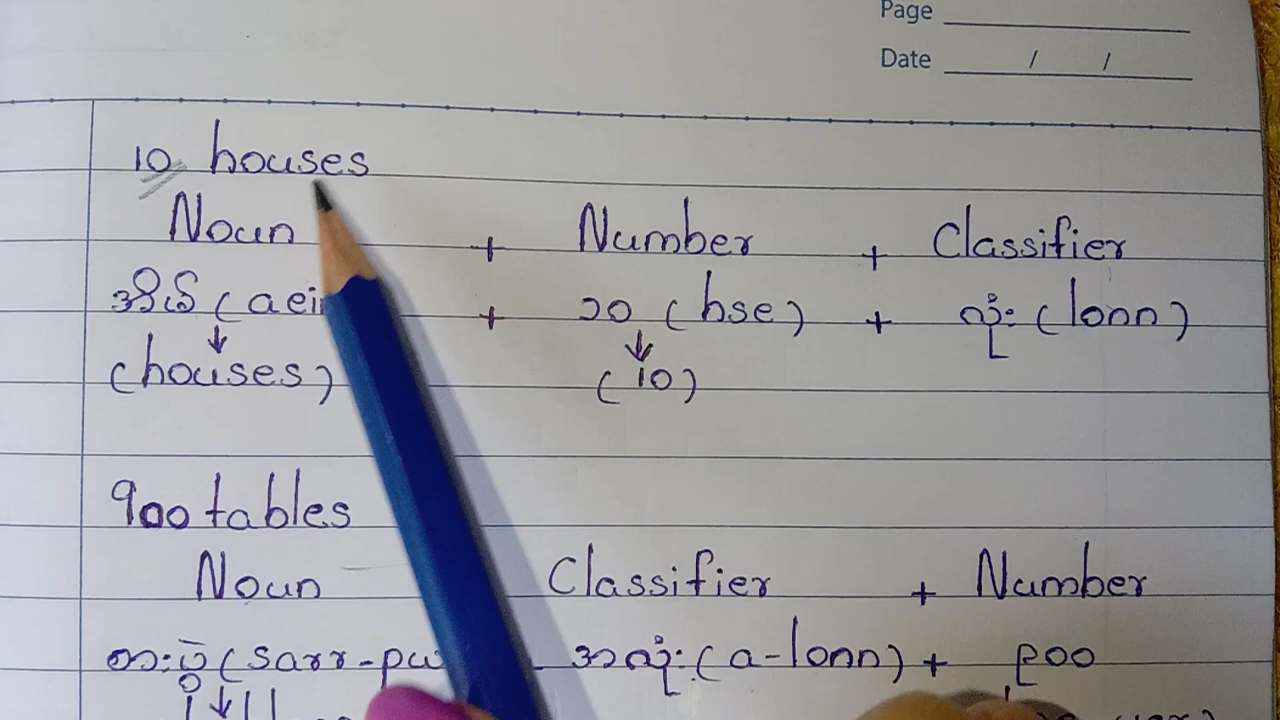 Page
Date / /
10 houses
Noun + Number + Classifier
အိမ် (aei + ၁၀ (hse) + လုံး (lonn)
(houses) (10)
900 tables
Noun Classifier + Number
စားပွဲ (sarr-pw အလုံး (a-lonn) + ၉၀၀